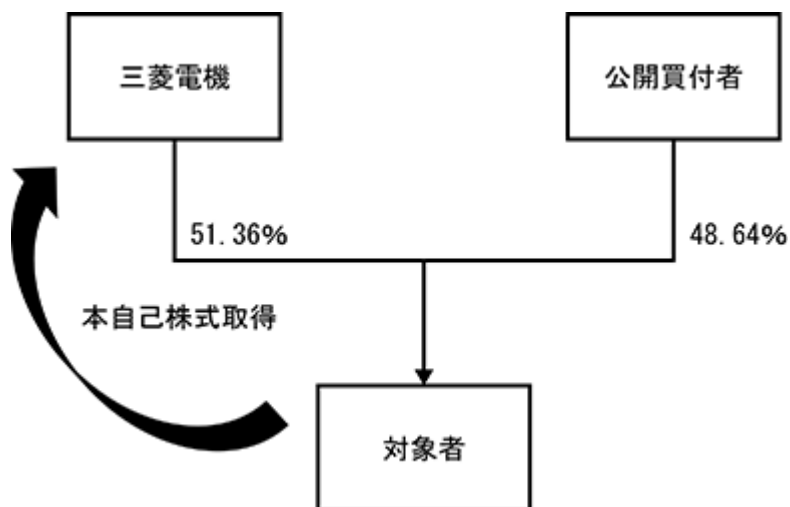 三菱電機
公開買付者
51.36%
48.64%
本自己株式取得
対象者